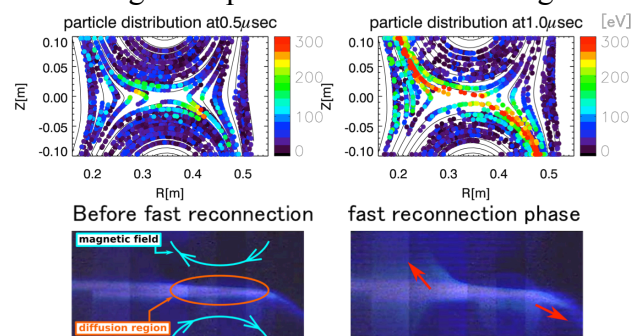 particle distribution at0.5μsec
particle distribution at1.0μsec
[eV]
0.10
0.05
0.00
-0.05
-0.10
Z[m]
0.2 0.3 0.4 0.5
R[m]
300
200
100
0
0.10
0.05
0.00
-0.05
-0.10
Z[m]
0.2 0.3 0.4 0.5
R[m]
300
200
100
0
Before fast reconnection
fast reconnection phase
magnetic field
diffusion region